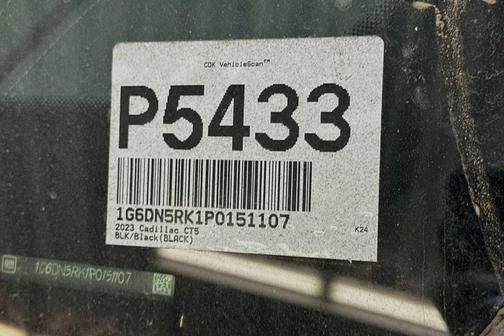 CDK VehicleScan™
P5433
1G6DN5RK1P0151107
2023 Cadillac CT5
BLK/Black(BLACK)
K24
1G6DN5RK1P0151107